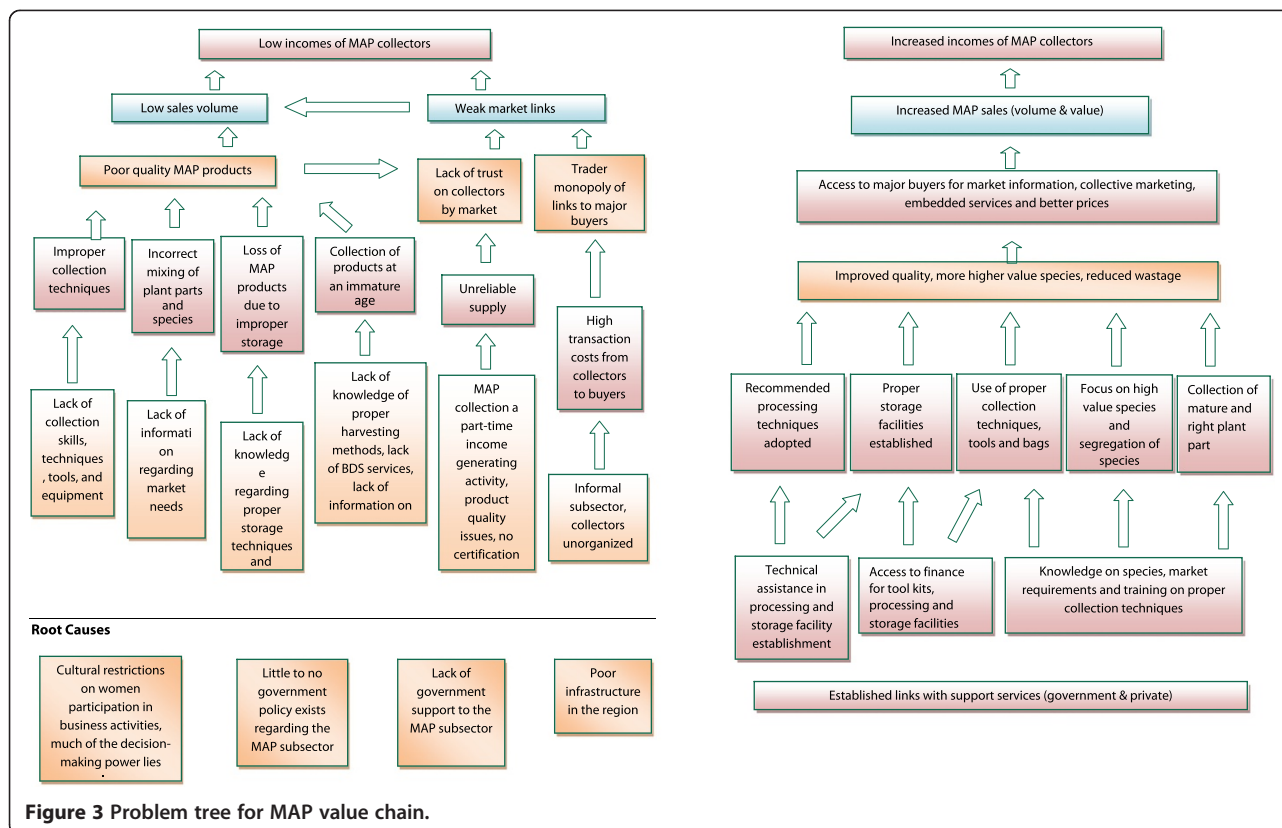 Low incomes of MAP collectors
Low sales volume
Weak market links
Poor quality MAP products
Lack of trust
on collectors
by market
Trader
monopoly of
links to major
buyers
Improper
collection
techniques
Incorrect
mixing of
plant parts
and
species
Loss of
MAP
products
due to
improper
storage
Collection of
products at
an immature
age
Unreliable
supply
High
transaction
costs from
collectors
to buyers
Lack of
collection
skills,
techniques
, tools, and
equipment
Lack of
informati
on
regarding
market
needs
Lack of
knowledg
e
regarding
proper
storage
techniques
and
Lack of
knowledge of
proper
harvesting
methods, lack
of BDS services,
lack of
information on
MAP
collection a
part-time
income
generating
activity,
product
quality
issues, no
certification
Informal
subsector,
collectors
unorganized
Root Causes
Cultural restrictions
on women
participation in
business activities,
much of the decision-
making power lies
.
Little to no
government
policy exists
regarding the
MAP subsector
Lack of
government
support to the
MAP subsector
Poor
infrastructure
in the region
Increased incomes of MAP collectors
Increased MAP sales (volume & value)
Access to major buyers for market information, collective marketing,
embedded services and better prices
Improved quality, more higher value species, reduced wastage
Recommended
processing
techniques
adopted
Proper
storage
facilities
established
Use of proper
collection
techniques,
tools and bags
Focus on high
value species
and
segregation of
species
Collection of
mature and
right plant
part
Technical
assistance in
processing and
storage facility
establishment
Access to finance
for tool kits,
processing and
storage facilities
Knowledge on species, market
requirements and training on proper
collection techniques
Established links with support services (government & private)
Figure 3 Problem tree for MAP value chain.